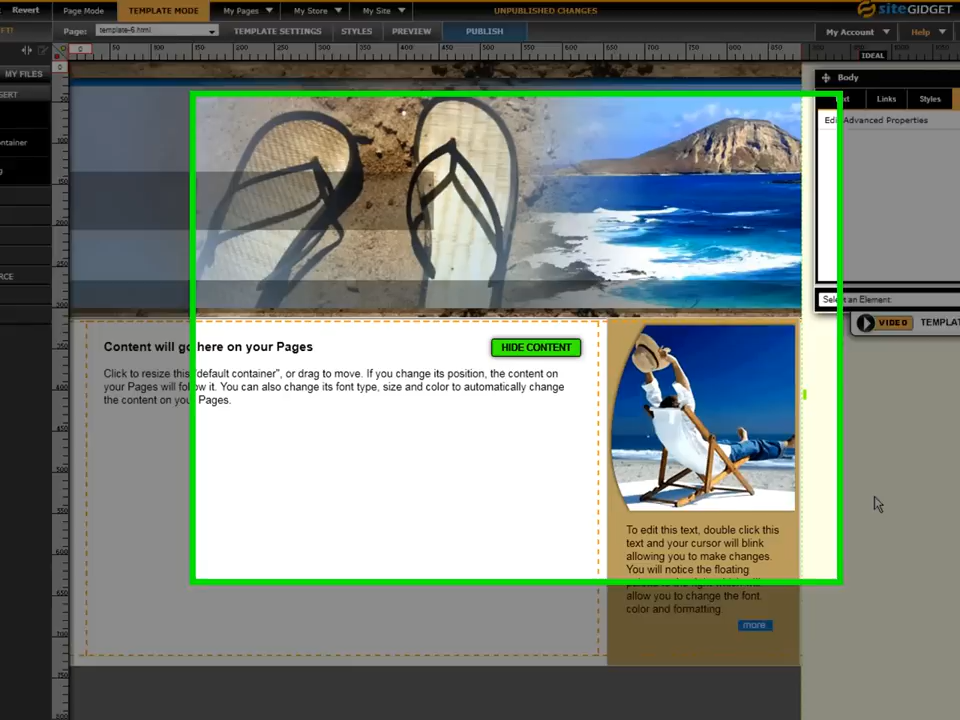 Revert
Page Mode
TEMPLATE MODE
My Pages
My Store
My Site
UNPUBLISHED CHANGES
siteGIDGET
Page:
template-6.html
TEMPLATE SETTINGS
STYLES
PREVIEW
PUBLISH
My Account
Help
IDEAL
MY FILES
Body
Links
Styles
Edit Advanced Properties
Select an Element:
VIDEO
Content will go here on your Pages
HIDE CONTENT
Click to resize this "default container", or drag to move. If you change its position, the content on
your Pages will follow it. You can also change its font type, size and color to automatically change
the content on your Pages.
To edit this text, double click this
text and your cursor will blink
allowing you to make changes.
You will notice the floating
allow you to change the font
color and formatting.
more